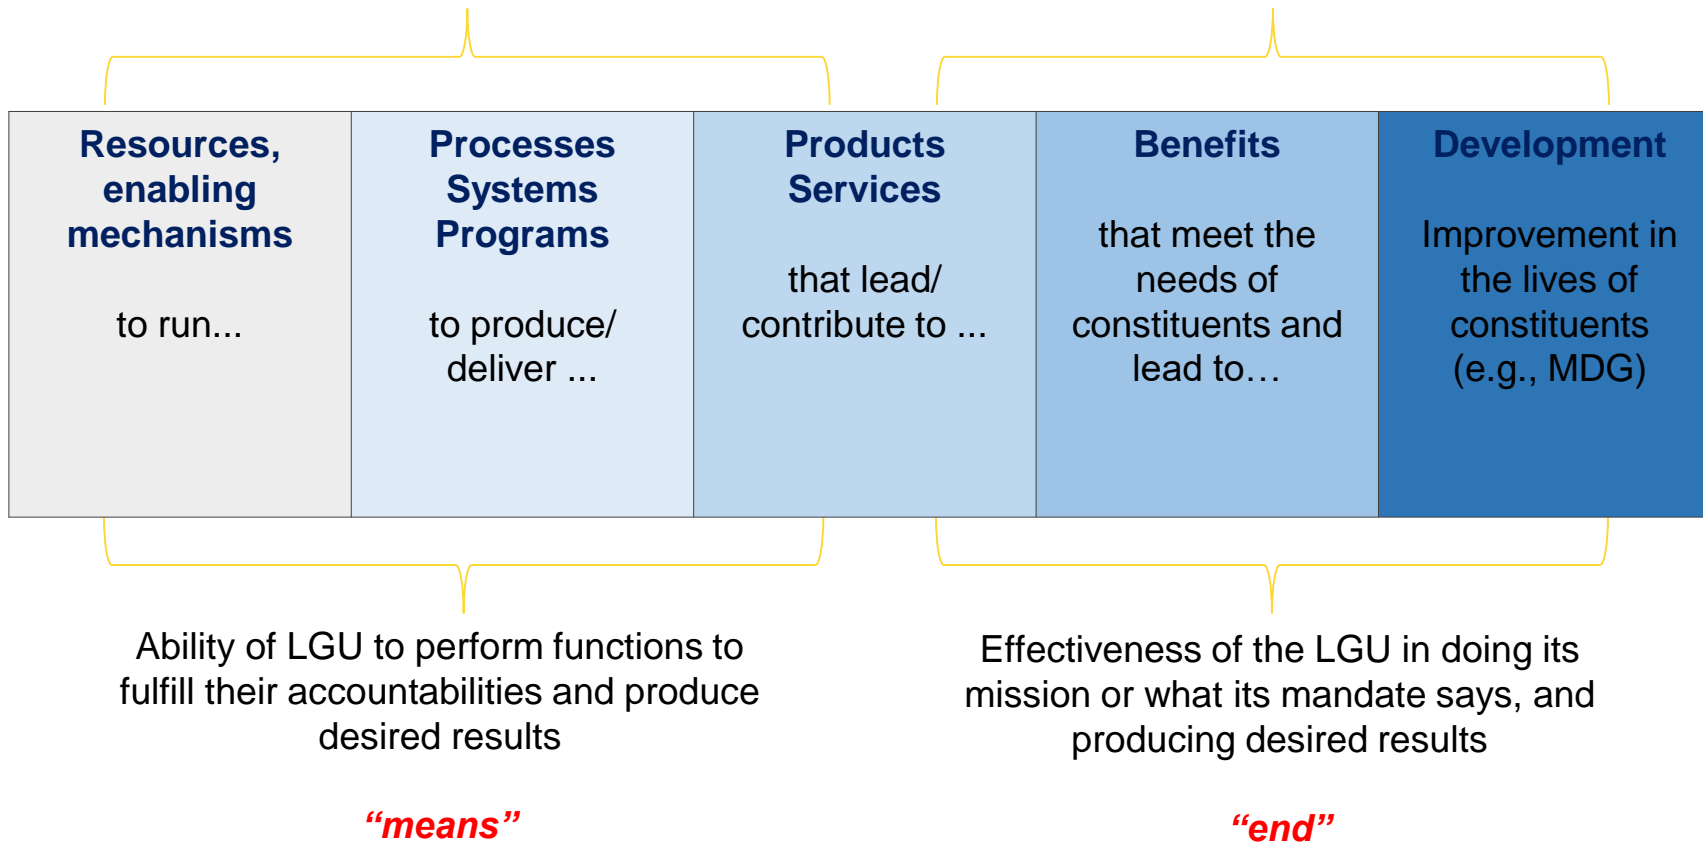 Resources,
enabling
mechanisms
to run...
Processes
Systems
Programs
to produce/
deliver ...
Products
Services
that lead/
contribute to ...
Benefits
that meet the
needs of
constituents and
lead to…
Development
Improvement in
the lives of
constituents
(e.g., MDG)
Ability of LGU to perform functions to
fulfill their accountabilities and produce
desired results
“means”
Effectiveness of the LGU in doing its
mission or what its mandate says, and
producing desired results
“end”